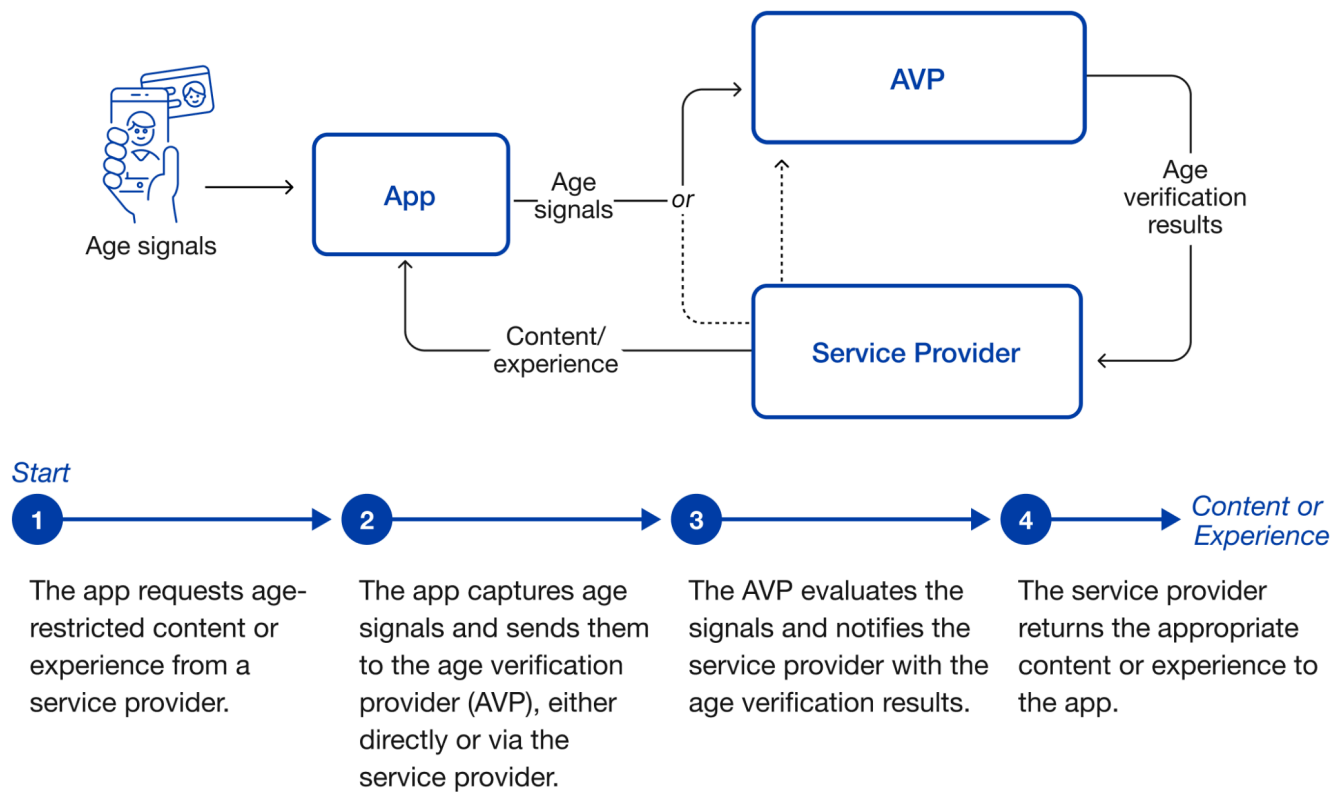 AVP
App
Age
signals
or
Age
verification
results
Age signals
Content/
experience
Service Provider
Start
1
2
3
4
Content or
Experience
The app requests age-
restricted content or
experience from a
service provider.
The app captures age
signals and sends them
to the age verification
provider (AVP), either
directly or via the
service provider.
The AVP evaluates the
signals and notifies the
service provider with the
age verification results.
The service provider
returns the appropriate
content or experience to
the app.